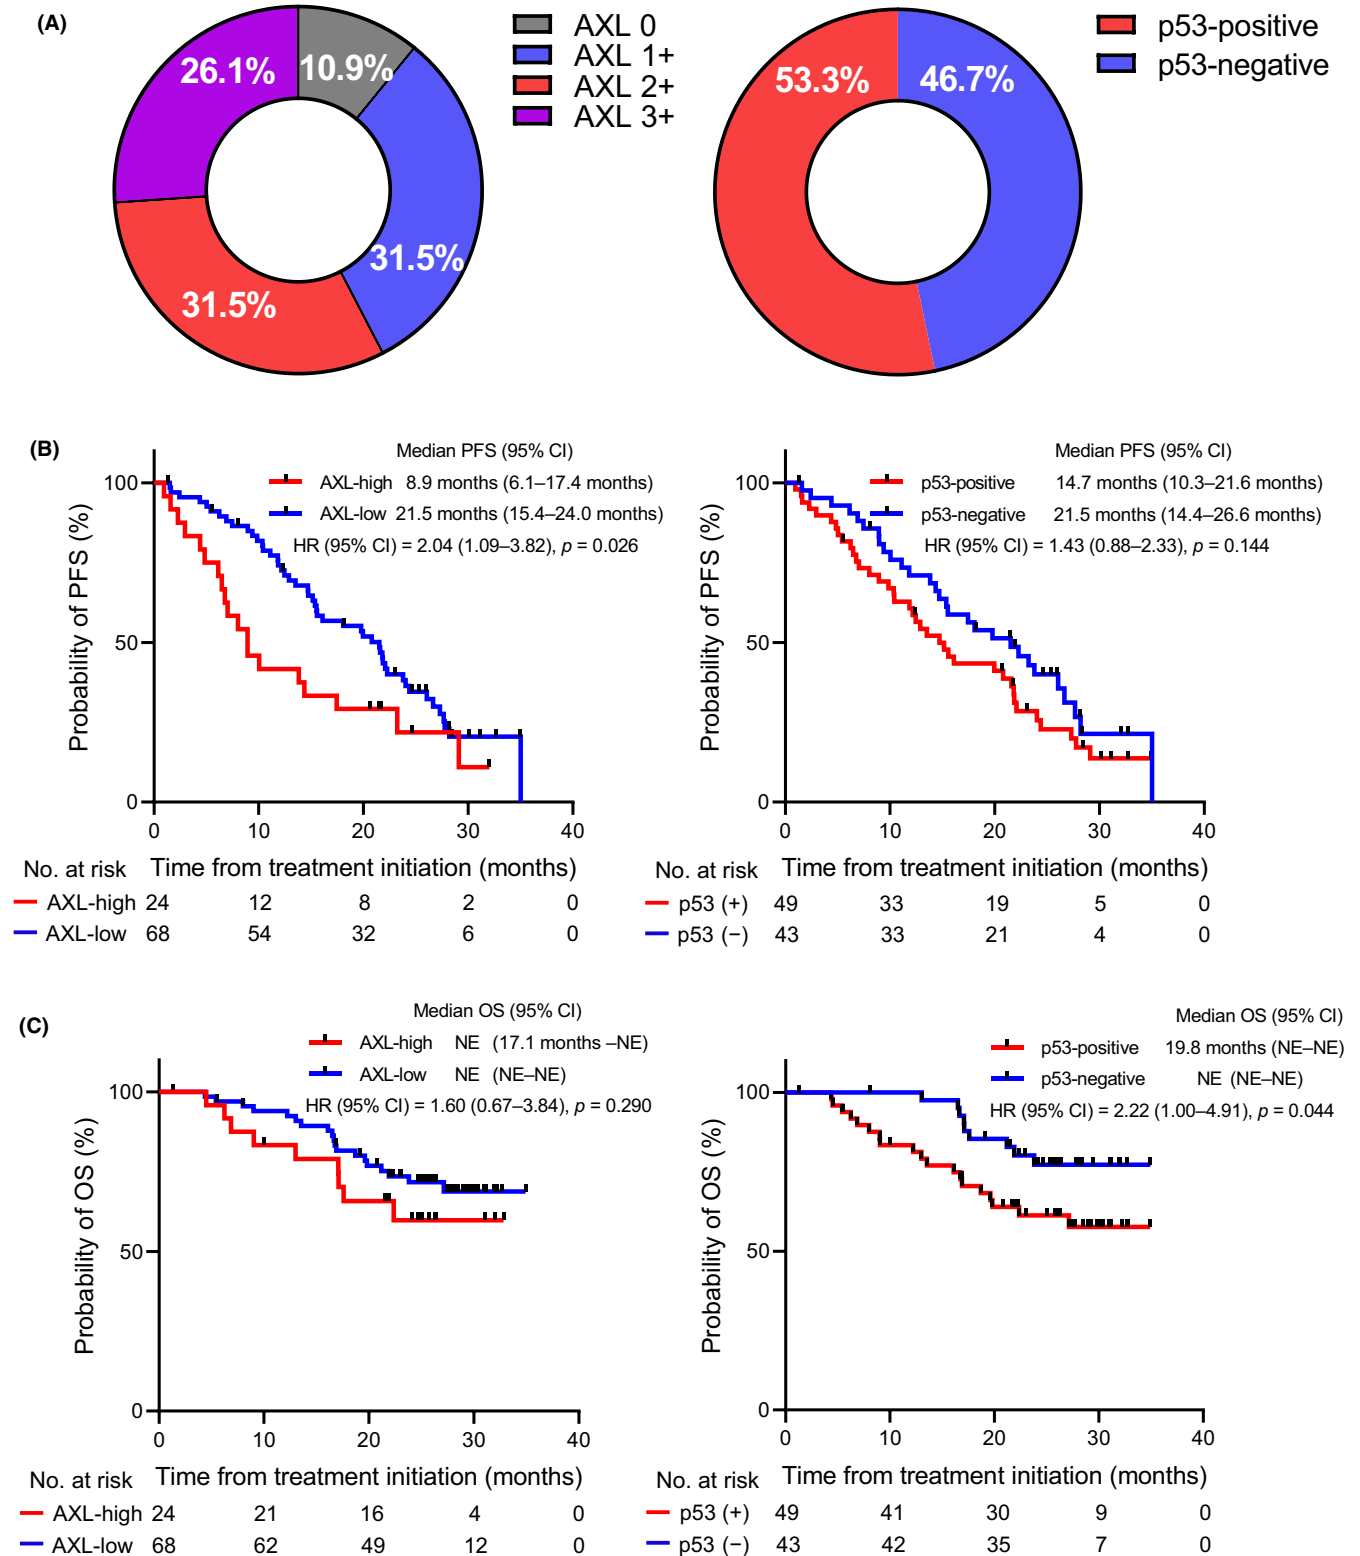 (A)
26.1%
10.9%
31.5%
31.5%
AXL 0
AXL 1+
AXL 2+
AXL 3+
53.3%
46.7%
p53-positive
p53-negative
(B)
Median PFS (95% CI)
AXL-high 8.9 months (6.1–17.4 months)
AXL-low 21.5 months (15.4–24.0 months)
HR (95% CI) = 2.04 (1.09–3.82), p = 0.026
Probability of PFS (%)
100
50
0
0 10 20 30 40
Time from treatment initiation (months)
No. at risk
AXL-high 24 12 8 2 0
AXL-low 68 54 32 6 0
Median PFS (95% CI)
p53-positive 14.7 months (10.3–21.6 months)
p53-negative 21.5 months (14.4–26.6 months)
HR (95% CI) = 1.43 (0.88–2.33), p = 0.144
Probability of PFS (%)
100
50
0
0 10 20 30 40
Time from treatment initiation (months)
No. at risk
p53 (+) 49 33 19 5 0
p53 (−) 43 33 21 4 0
(C)
Median OS (95% CI)
AXL-high NE (17.1 months –NE)
AXL-low NE (NE–NE)
HR (95% CI) = 1.60 (0.67–3.84), p = 0.290
Probability of OS (%)
100
50
0
0 10 20 30 40
Time from treatment initiation (months)
No. at risk
AXL-high 24 21 16 4 0
AXL-low 68 62 49 12 0
Median OS (95% CI)
p53-positive 19.8 months (NE–NE)
p53-negative NE (NE–NE)
HR (95% CI) = 2.22 (1.00–4.91), p = 0.044
Probability of OS (%)
100
50
0
0 10 20 30 40
Time from treatment initiation (months)
No. at risk
p53 (+) 49 41 30 9 0
p53 (−) 43 42 35 7 0